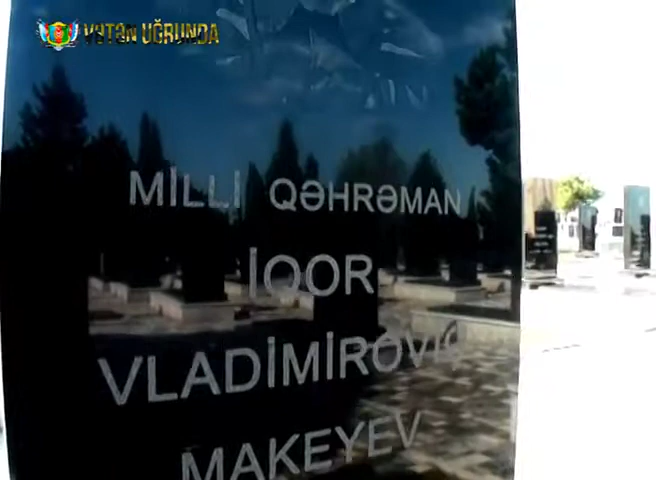 VƏTƏN UĞRUNDA
MİLLİ QƏHRƏMAN
İQOR
VLADİMİROVİÇ
MAKEYEV